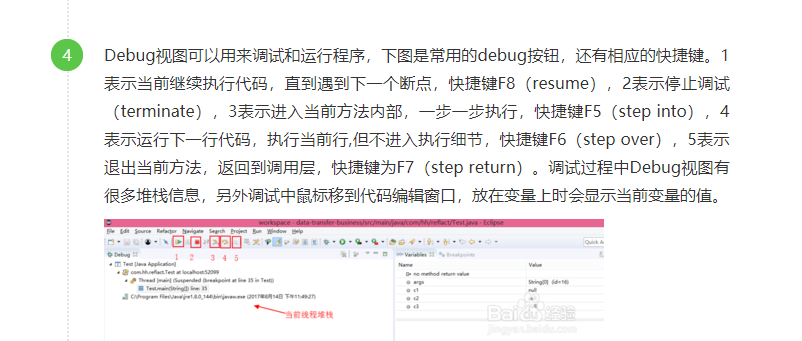 4
Debug视图可以用来调试和运行程序，下图是常用的debug按钮，还有相应的快捷键。1
表示当前继续执行代码，直到遇到下一个断点，快捷键F8（resume），2表示停止调试
（terminate），3表示进入当前方法内部，一步一步执行，快捷键F5（step into），4
表示运行下一行代码，执行当前行,但不进入执行细节，快捷键F6（step over），5表示
退出当前方法，返回到调用层，快捷键为F7（step return）。调试过程中Debug视图有
很多堆栈信息，另外调试中鼠标移到代码编辑窗口，放在变量上时会显示当前变量的值。
workspace - data-transfer-business/src/main/java/com/hh/reflact/Test.java - Eclipse
File Edit Source Refactor Navigate Search Project Run Window Help
Quick Ac
1 2 3 4 5
Debug
Test [Java Application]
com.hh.reflact.Test at localhost:52099
Thread [main] (Suspended (breakpoint at line 35 in Test))
Test.main(String[]) line: 35
C:\Program Files\Java\jre1.8.0_144\bin\javaw.exe (2017年8月14日 下午11:49:27)
当前线程堆栈
Variables Breakpoints
Name Value
no method return value
args String[0] (id=16)
c1 null
c2
c3
Baidu经验
jingyan.baidu.com